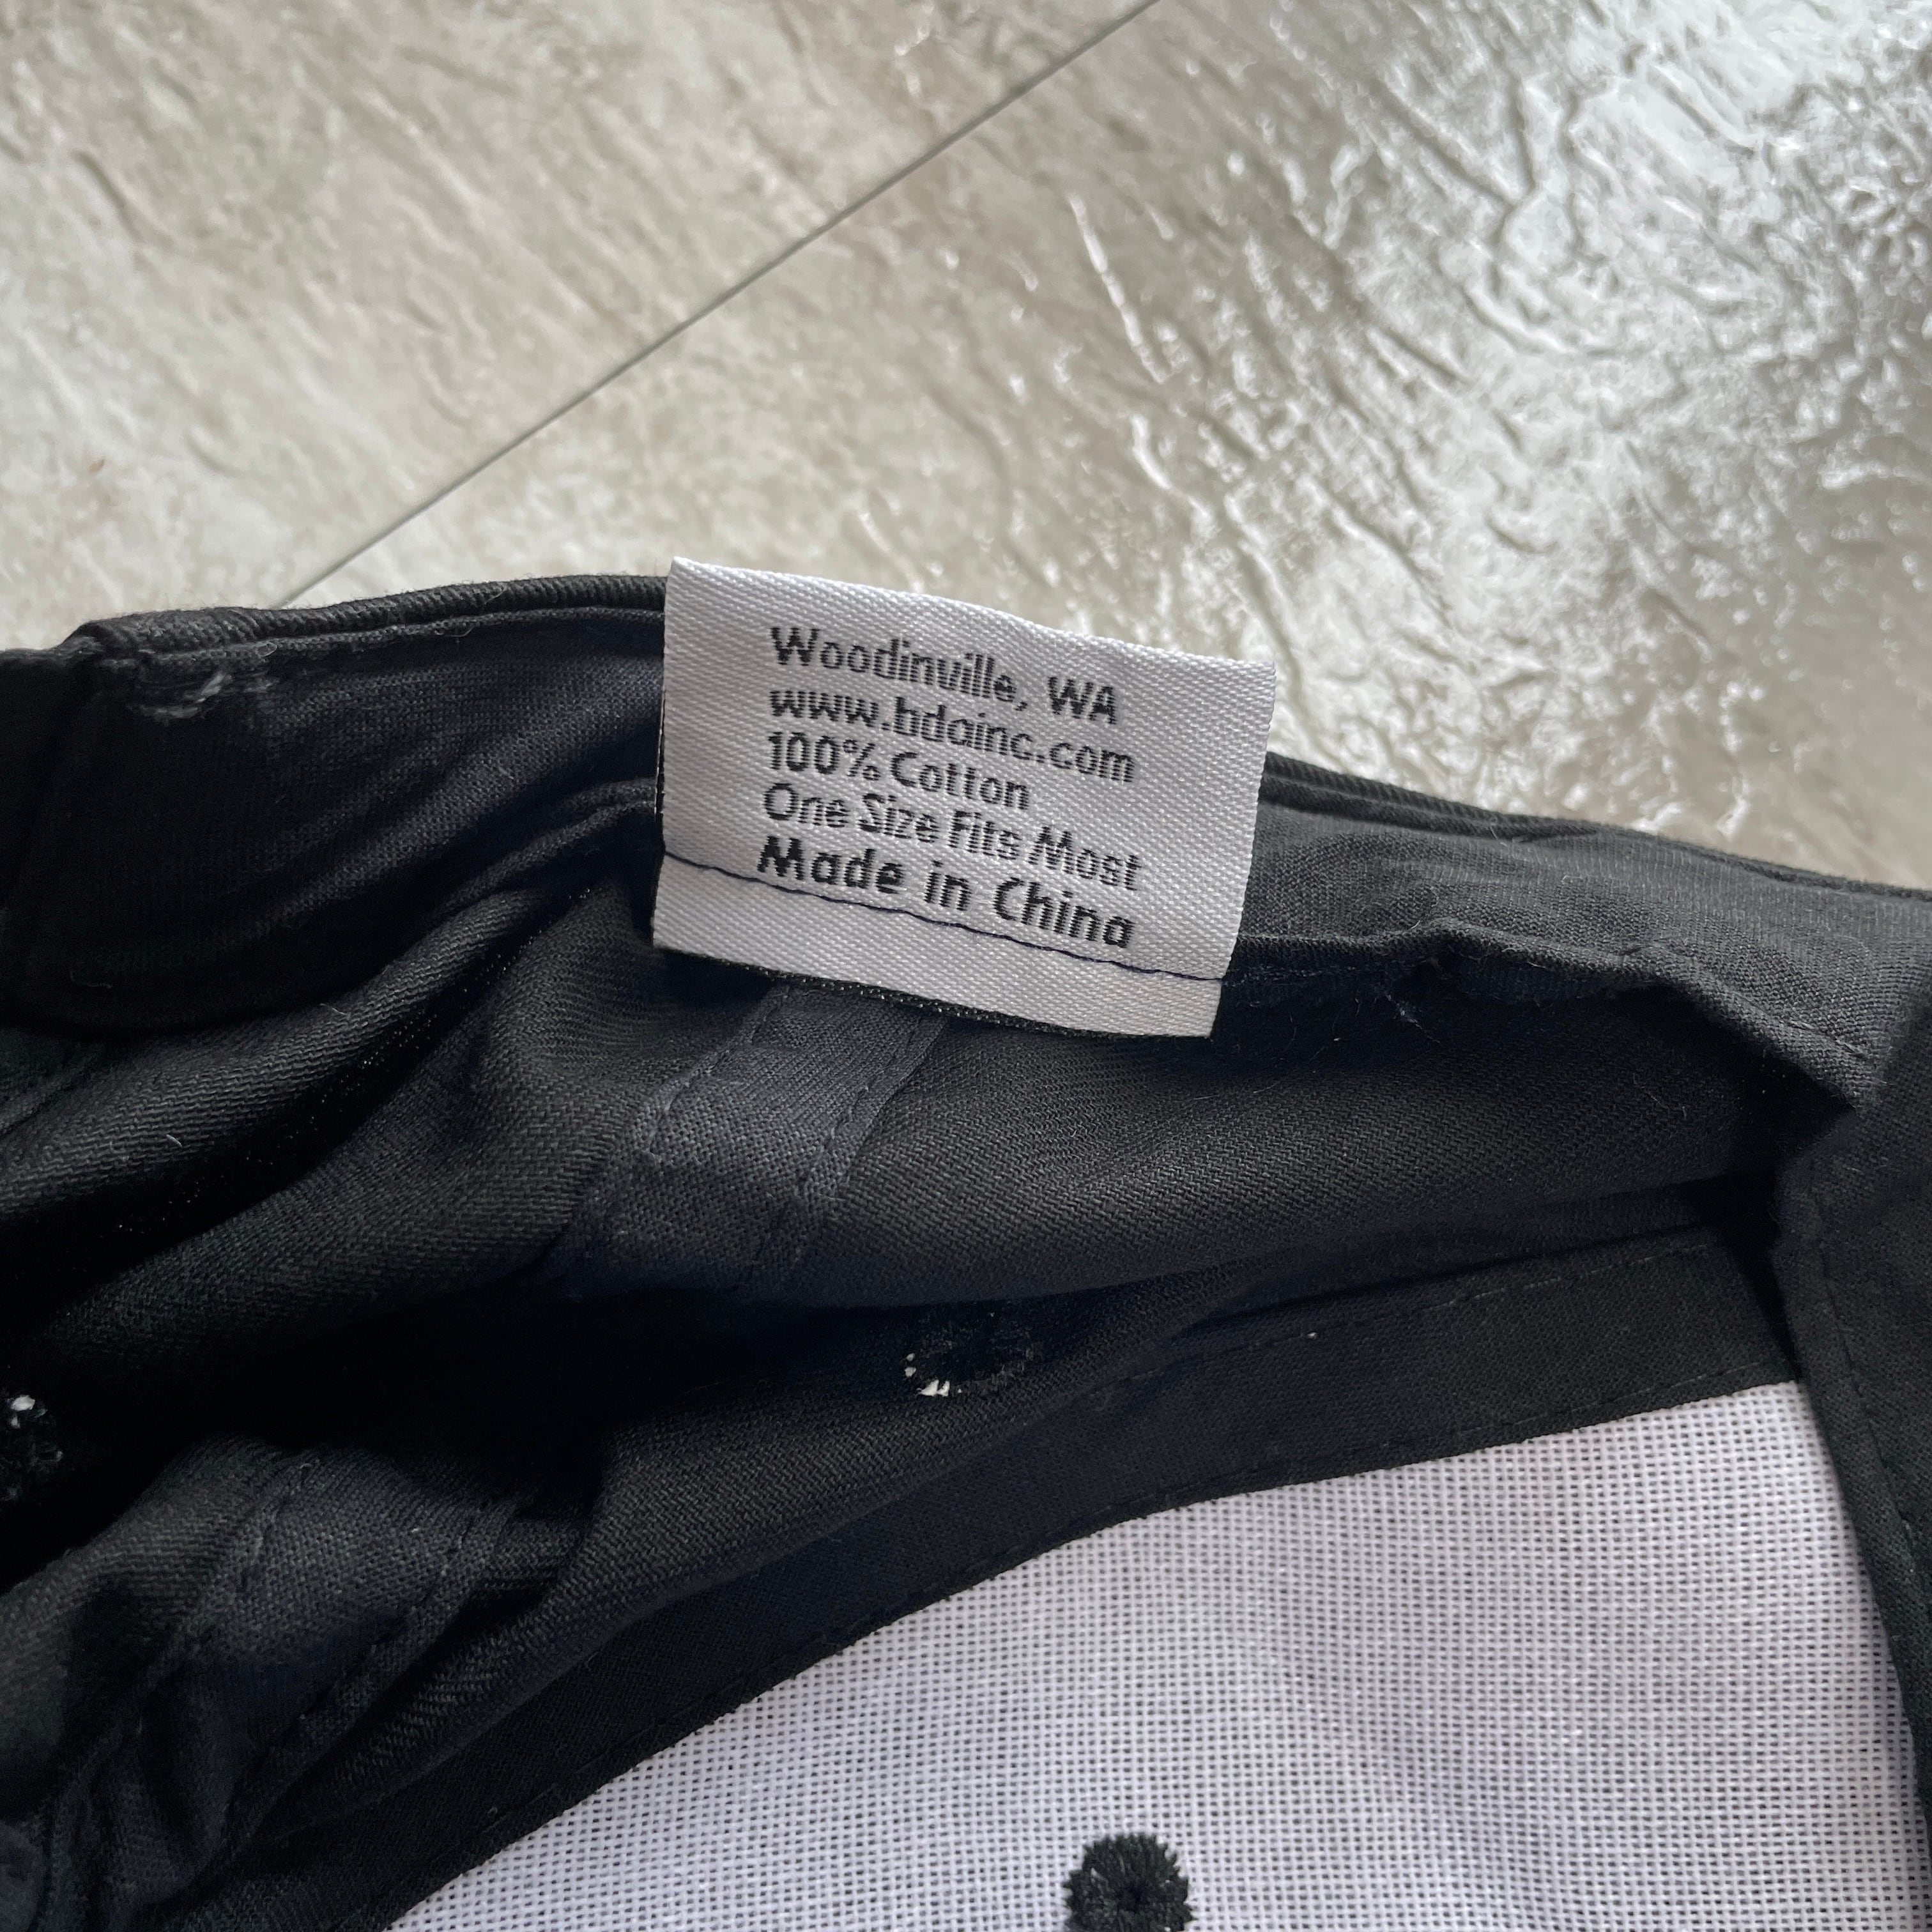 Woodinville, WA
www.bdainc.com
100% Cotton
One Size Fits Most
Made in China